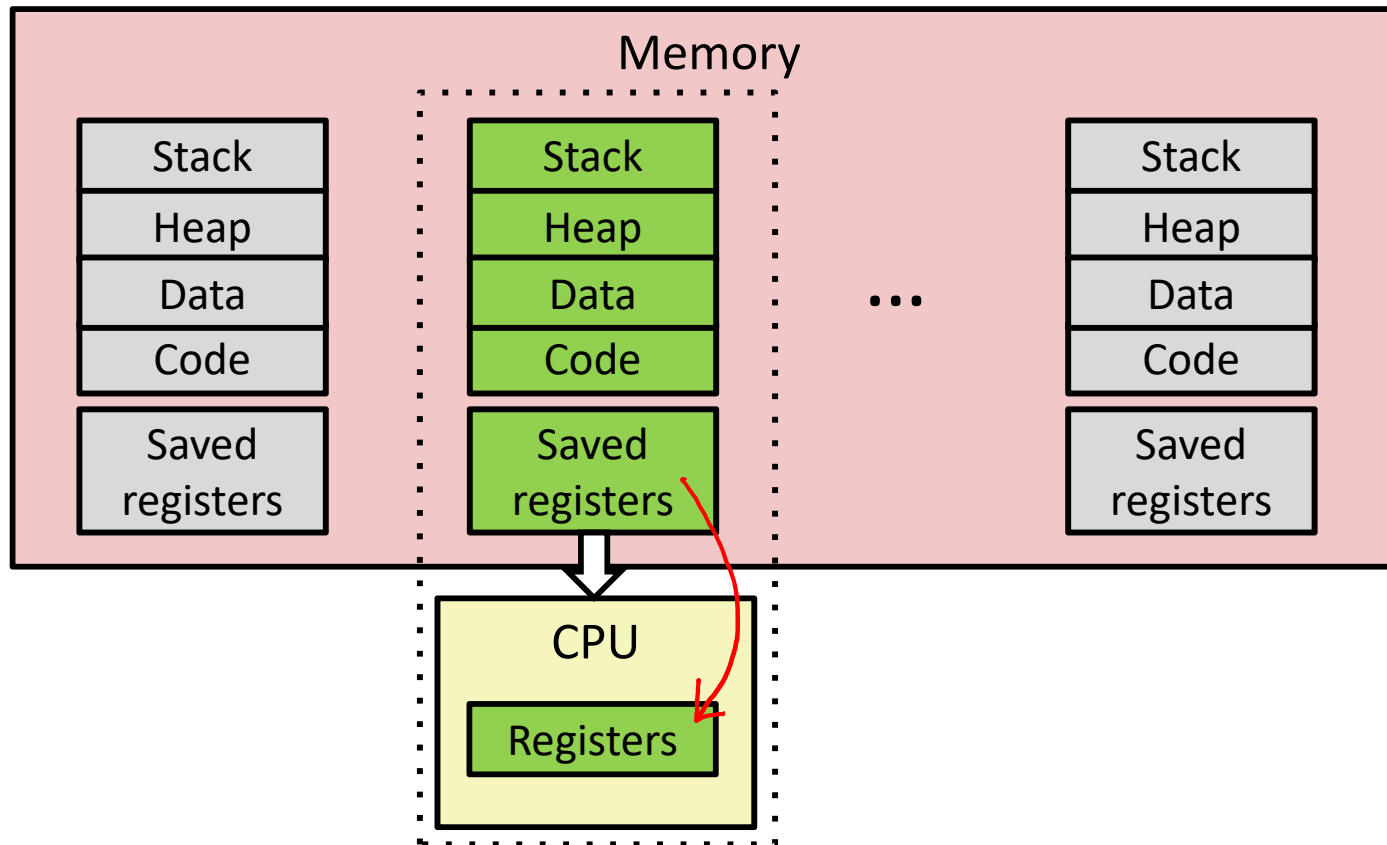 Memory
Stack
Heap
Data
Code
Saved
registers
Stack
Heap
Data
Code
Saved
registers
...
Stack
Heap
Data
Code
Saved
registers
CPU
Registers